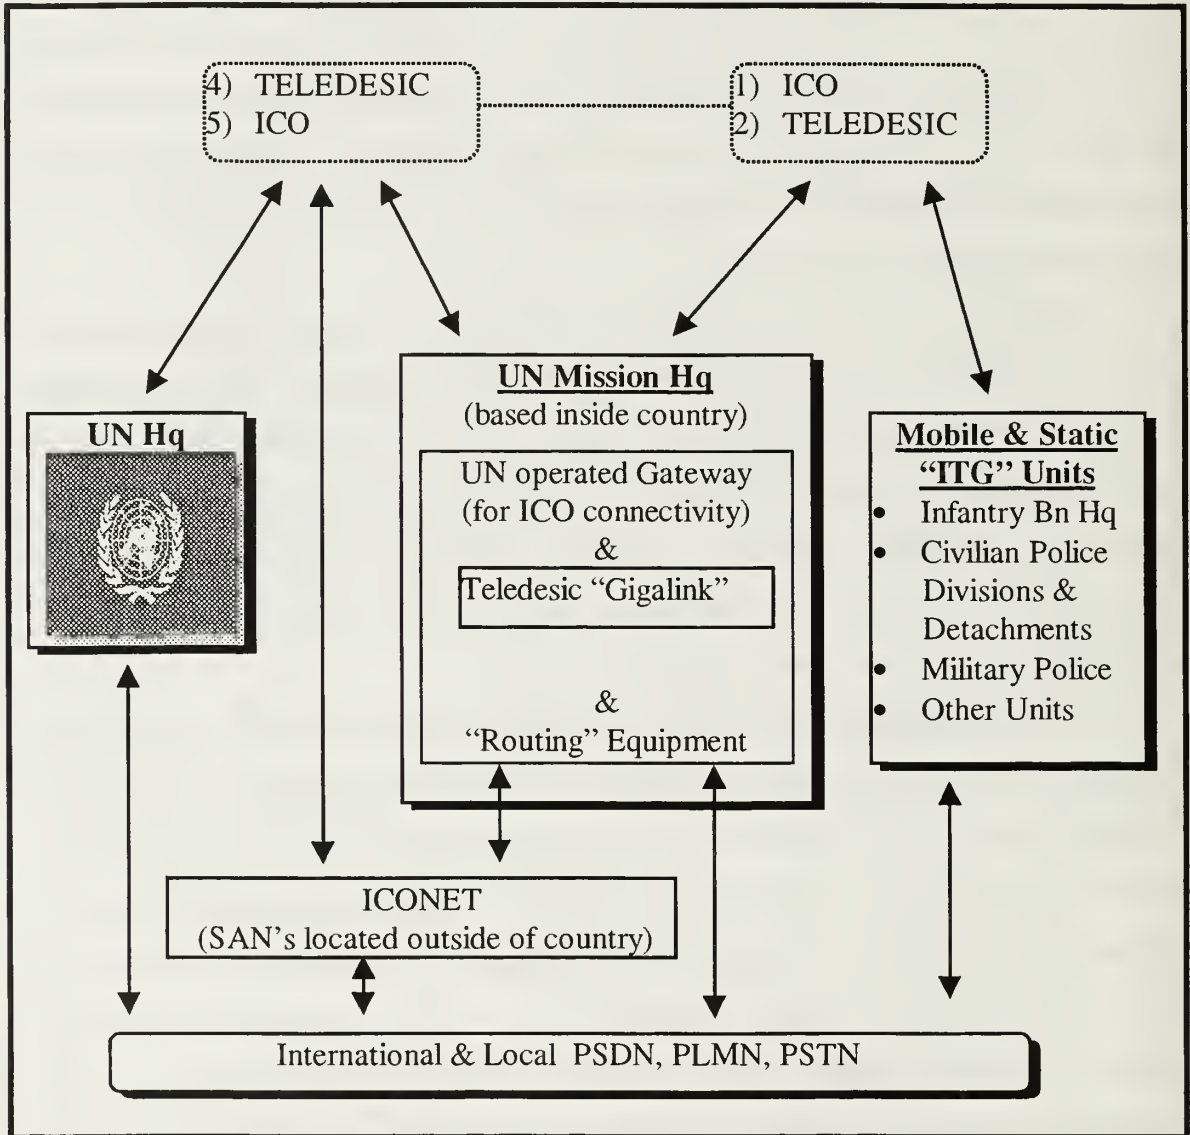 4) TELEDESIC
5) ICO
1) ICO
2) TELEDESIC
UN Hq
UN Mission Hq
(based inside country)
UN operated Gateway
(for ICO connectivity)
&
Teledesic “Gigalink”
&
“Routing” Equipment
Mobile & Static
“ITG” Units
• Infantry Bn Hq
• Civilian Police
Divisions &
Detachments
• Military Police
• Other Units
ICONET
(SAN's located outside of country)
International & Local PSDN, PLMN, PSTN